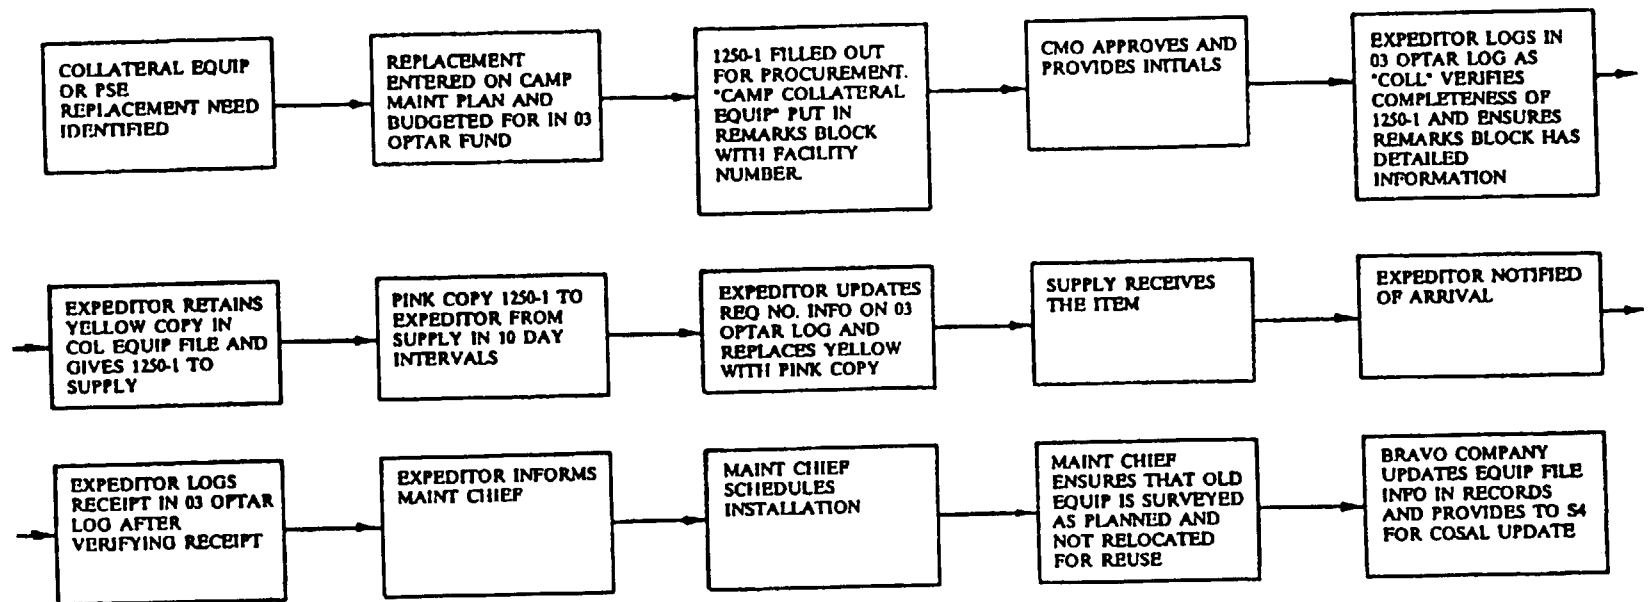 COLLATERAL EQUIP
OR PSE
REPLACEMENT NEED
IDENTIFIED
REPLACEMENT
ENTERED ON CAMP
MAINT PLAN AND
BUDGETED FOR IN 03
OPTAR FUND
1250-1 FILLED OUT
FOR PROCUREMENT.
"CAMP COLLATERAL
EQUIP" PUT IN
REMARKS BLOCK
WITH FACILITY
NUMBER.
CMO APPROVES AND
PROVIDES INITIALS
EXPEDITOR LOGS IN
03 OPTAR LOG AS
"COLL" VERIFIES
COMPLETENESS OF
1250-1 AND ENSURES
REMARKS BLOCK HAS
DETAILED
INFORMATION
EXPEDITOR RETAINS
YELLOW COPY IN
COL EQUIP FILE AND
GIVES 1250-1 TO
SUPPLY
PINK COPY 1250-1 TO
EXPEDITOR FROM
SUPPLY IN 10 DAY
INTERVALS
EXPEDITOR UPDATES
REQ NO. INFO ON 03
OPTAR LOG AND
REPLACES YELLOW
WITH PINK COPY
SUPPLY RECEIVES
THE ITEM
EXPEDITOR NOTIFIED
OF ARRIVAL
EXPEDITOR LOGS
RECEIPT IN 03 OPTAR
LOG AFTER
VERIFYING RECEIPT
EXPEDITOR INFORMS
MAINT CHIEF
MAINT CHIEF
SCHEDULES
INSTALLATION
MAINT CHIEF
ENSURES THAT OLD
EQUIP IS SURVEYED
AS PLANNED AND
NOT RELOCATED
FOR REUSE
BRAVO COMPANY
UPDATES EQUIP FILE
INFO IN RECORDS
AND PROVIDES TO S4
FOR COSAL UPDATE